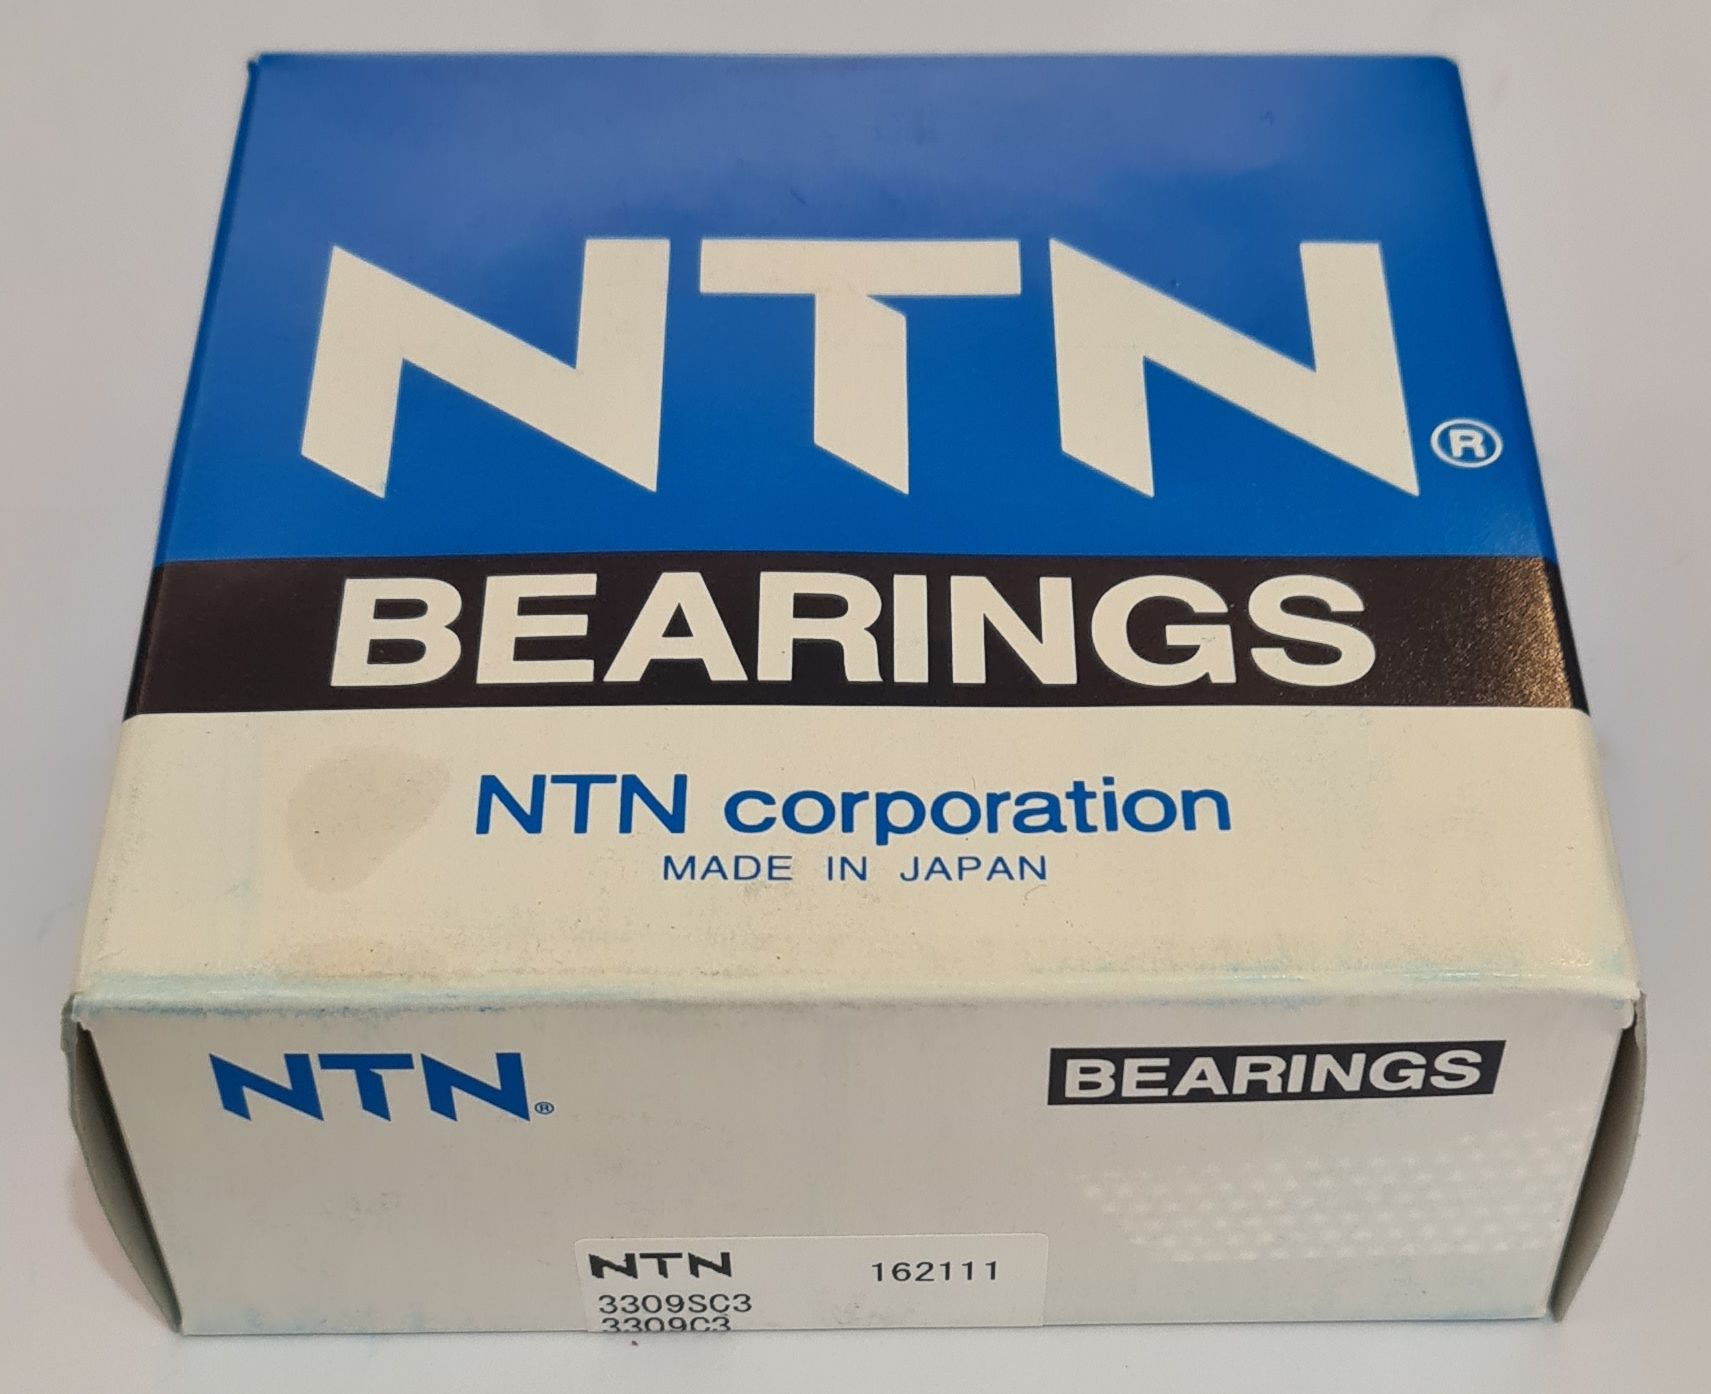 NTN®
BEARINGS
NTN corporation
MADE IN JAPAN
NTN® BEARINGS
NTN 162111
3309SC3
3309C3